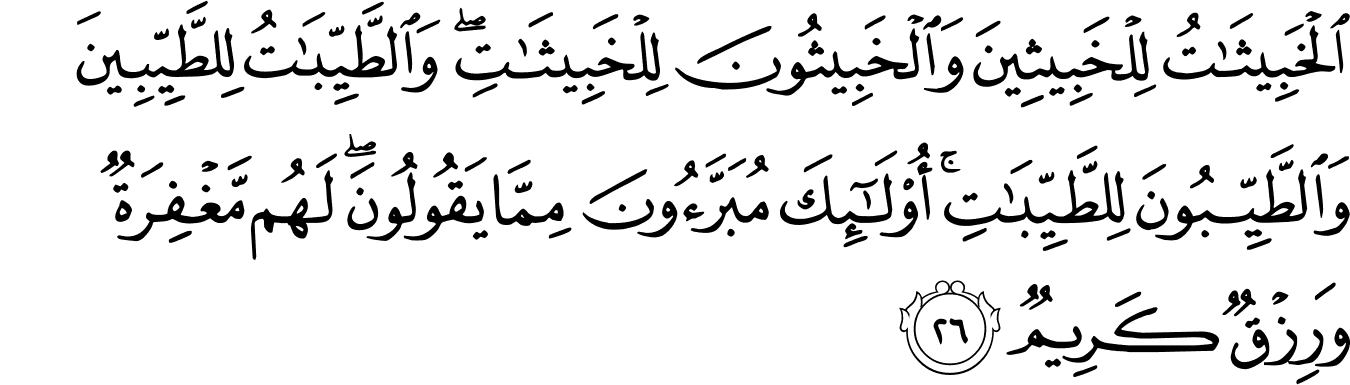 ٱلْخَبِيثَـٰتُ لِلْخَبِيثِينَ وَٱلْخَبِيثُونَ لِلْخَبِيثَـٰتِ ۖ وَٱلطَّيِّبَـٰتُ لِلطَّيِّبِينَ
وَٱلطَّيِّبُونَ لِلطَّيِّبَـٰتِ ۚ أُو۟لَـٰٓئِكَ مُبَرَّءُونَ مِمَّا يَقُولُونَ ۖ لَهُم مَّغْفِرَةٌ
وَرِزْقٌ كَرِيمٌ ٢٦